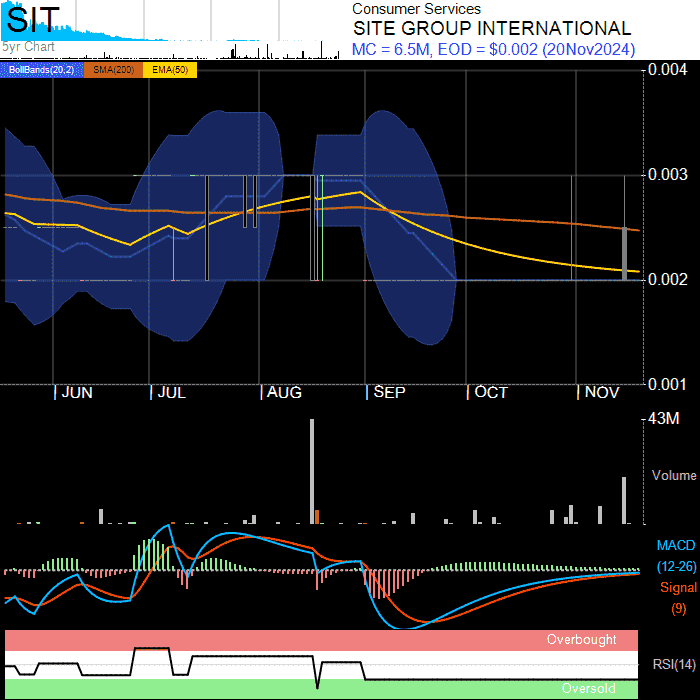 SIT
5yr Chart
Consumer Services
SITE GROUP INTERNATIONAL
MC = 6.5M, EOD = $0.002 (20Nov2024)
BollBands(20,2) SMA(200) EMA(50)
0.004
0.003
0.002
0.001
JUN JUL AUG SEP OCT NOV
43M
Volume
MACD
(12-26)
Signal
(9)
Overbought
RSI(14)
Oversold